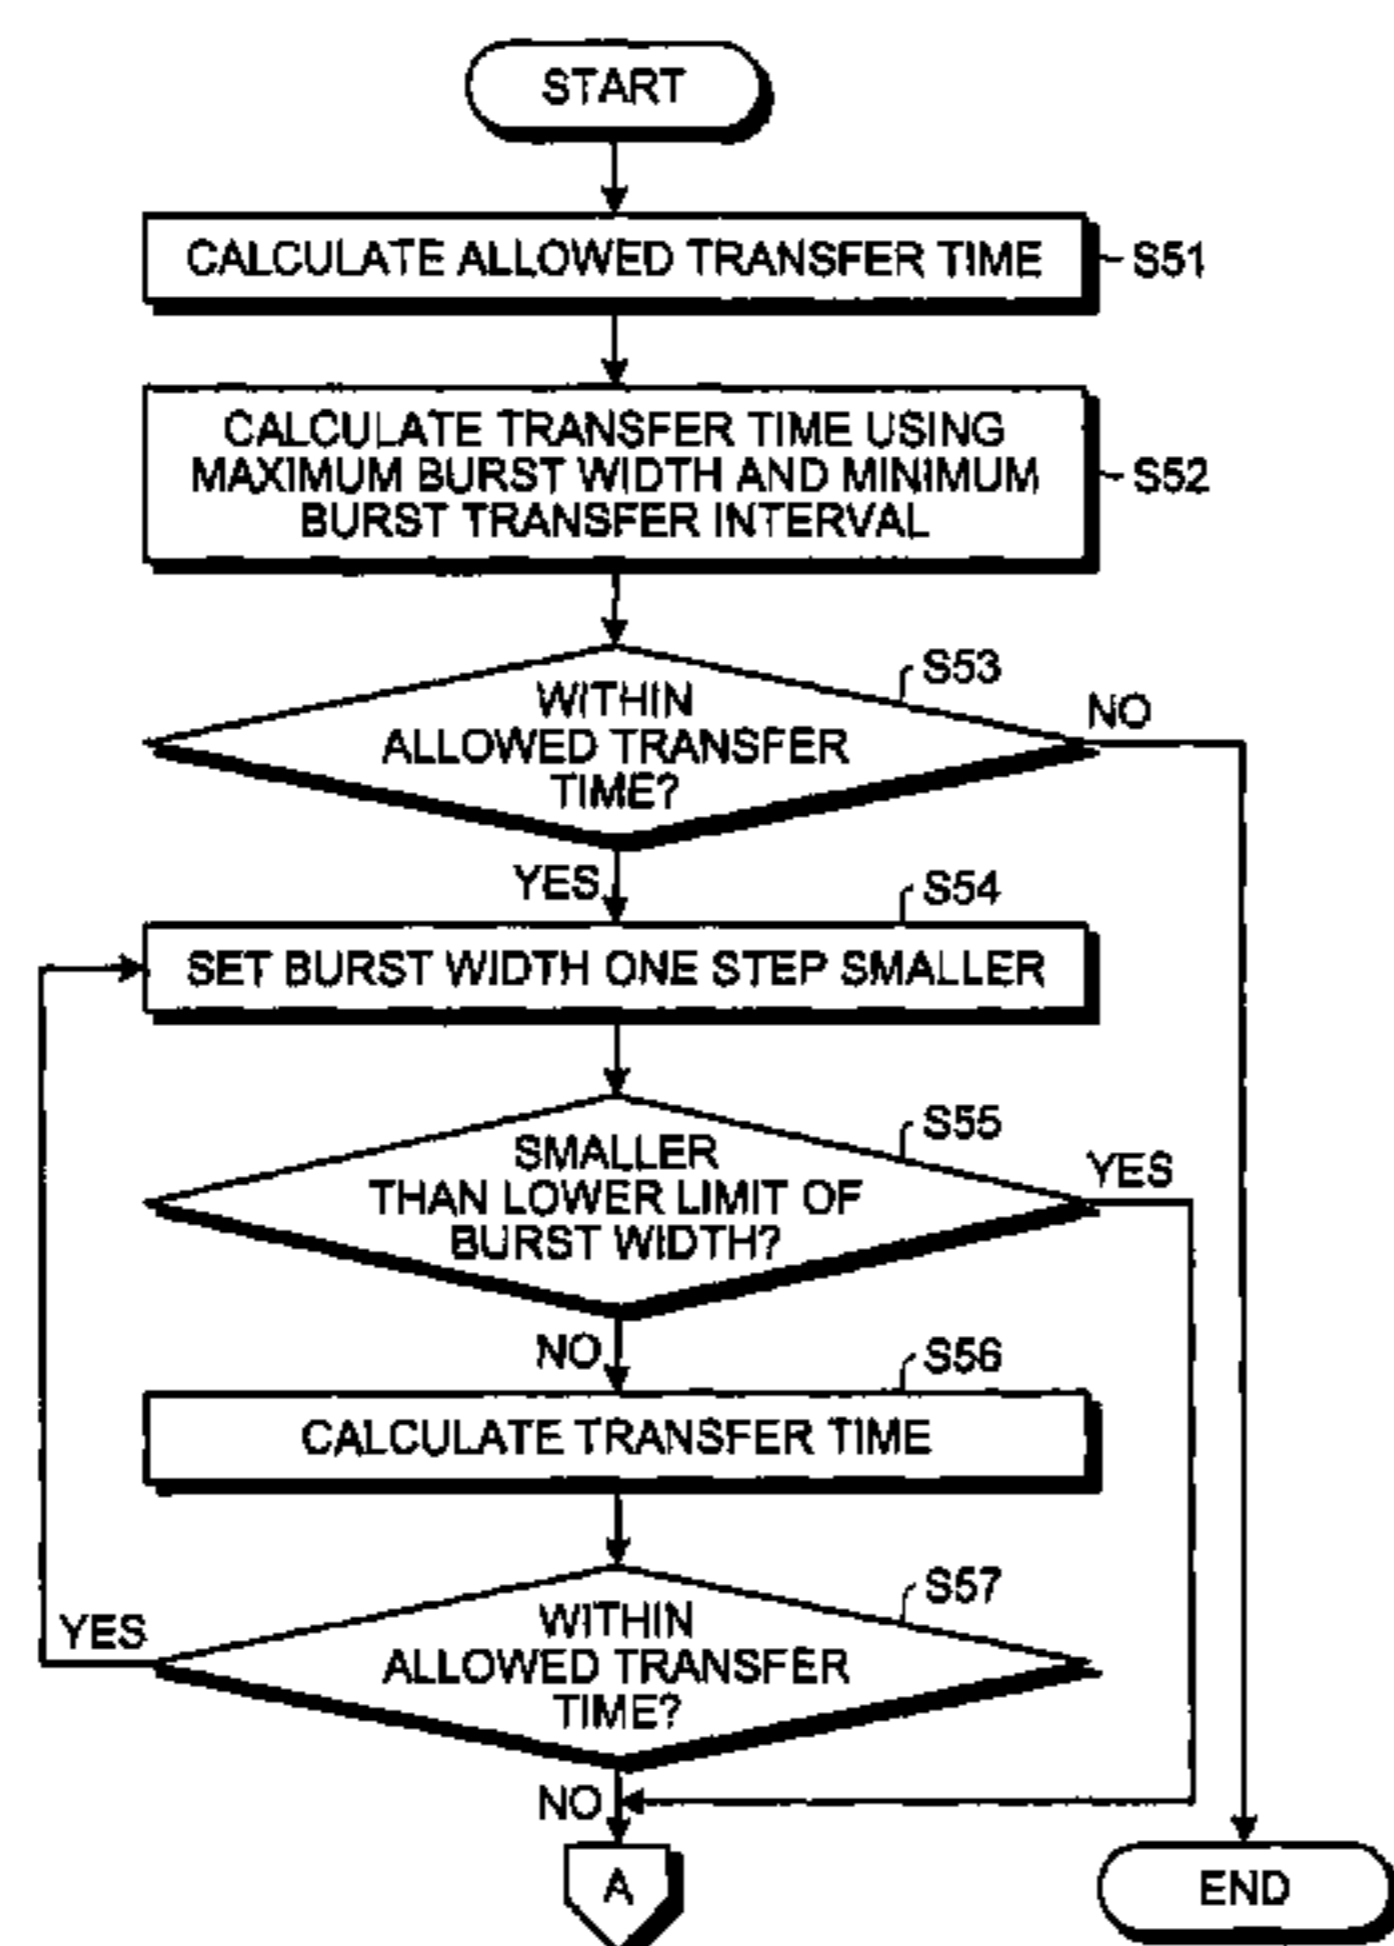 START
CALCULATE ALLOWED TRANSFER TIME
S51
CALCULATE TRANSFER TIME USING
MAXIMUM BURST WIDTH AND MINIMUM
BURST TRANSFER INTERVAL
S52
S53
WITHIN
ALLOWED TRANSFER
TIME?
NO
YES
S54
SET BURST WIDTH ONE STEP SMALLER
S55
SMALLER
THAN LOWER LIMIT OF
BURST WIDTH?
YES
NO
S56
CALCULATE TRANSFER TIME
S57
WITHIN
ALLOWED TRANSFER
TIME?
YES
NO
A
END